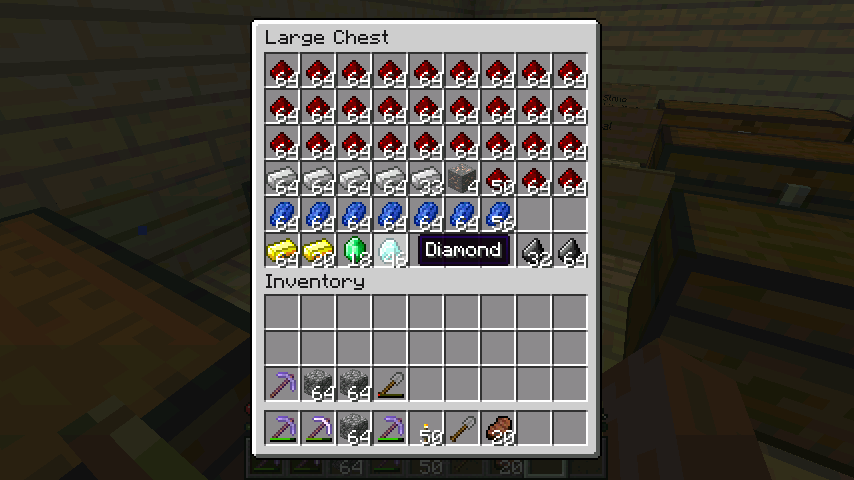 Large Chest
64 64 64 64 64 64 64 64 64
64 64 64 64 64 64 64 64 64
64 64 64 64 64 64 64 64 64
64 64 64 64 33 50 64 64
64 64 64 64 64 64 56
64 20 18 46 Diamond 32 64
Inventory
64 64
64 50 20
64 50 20